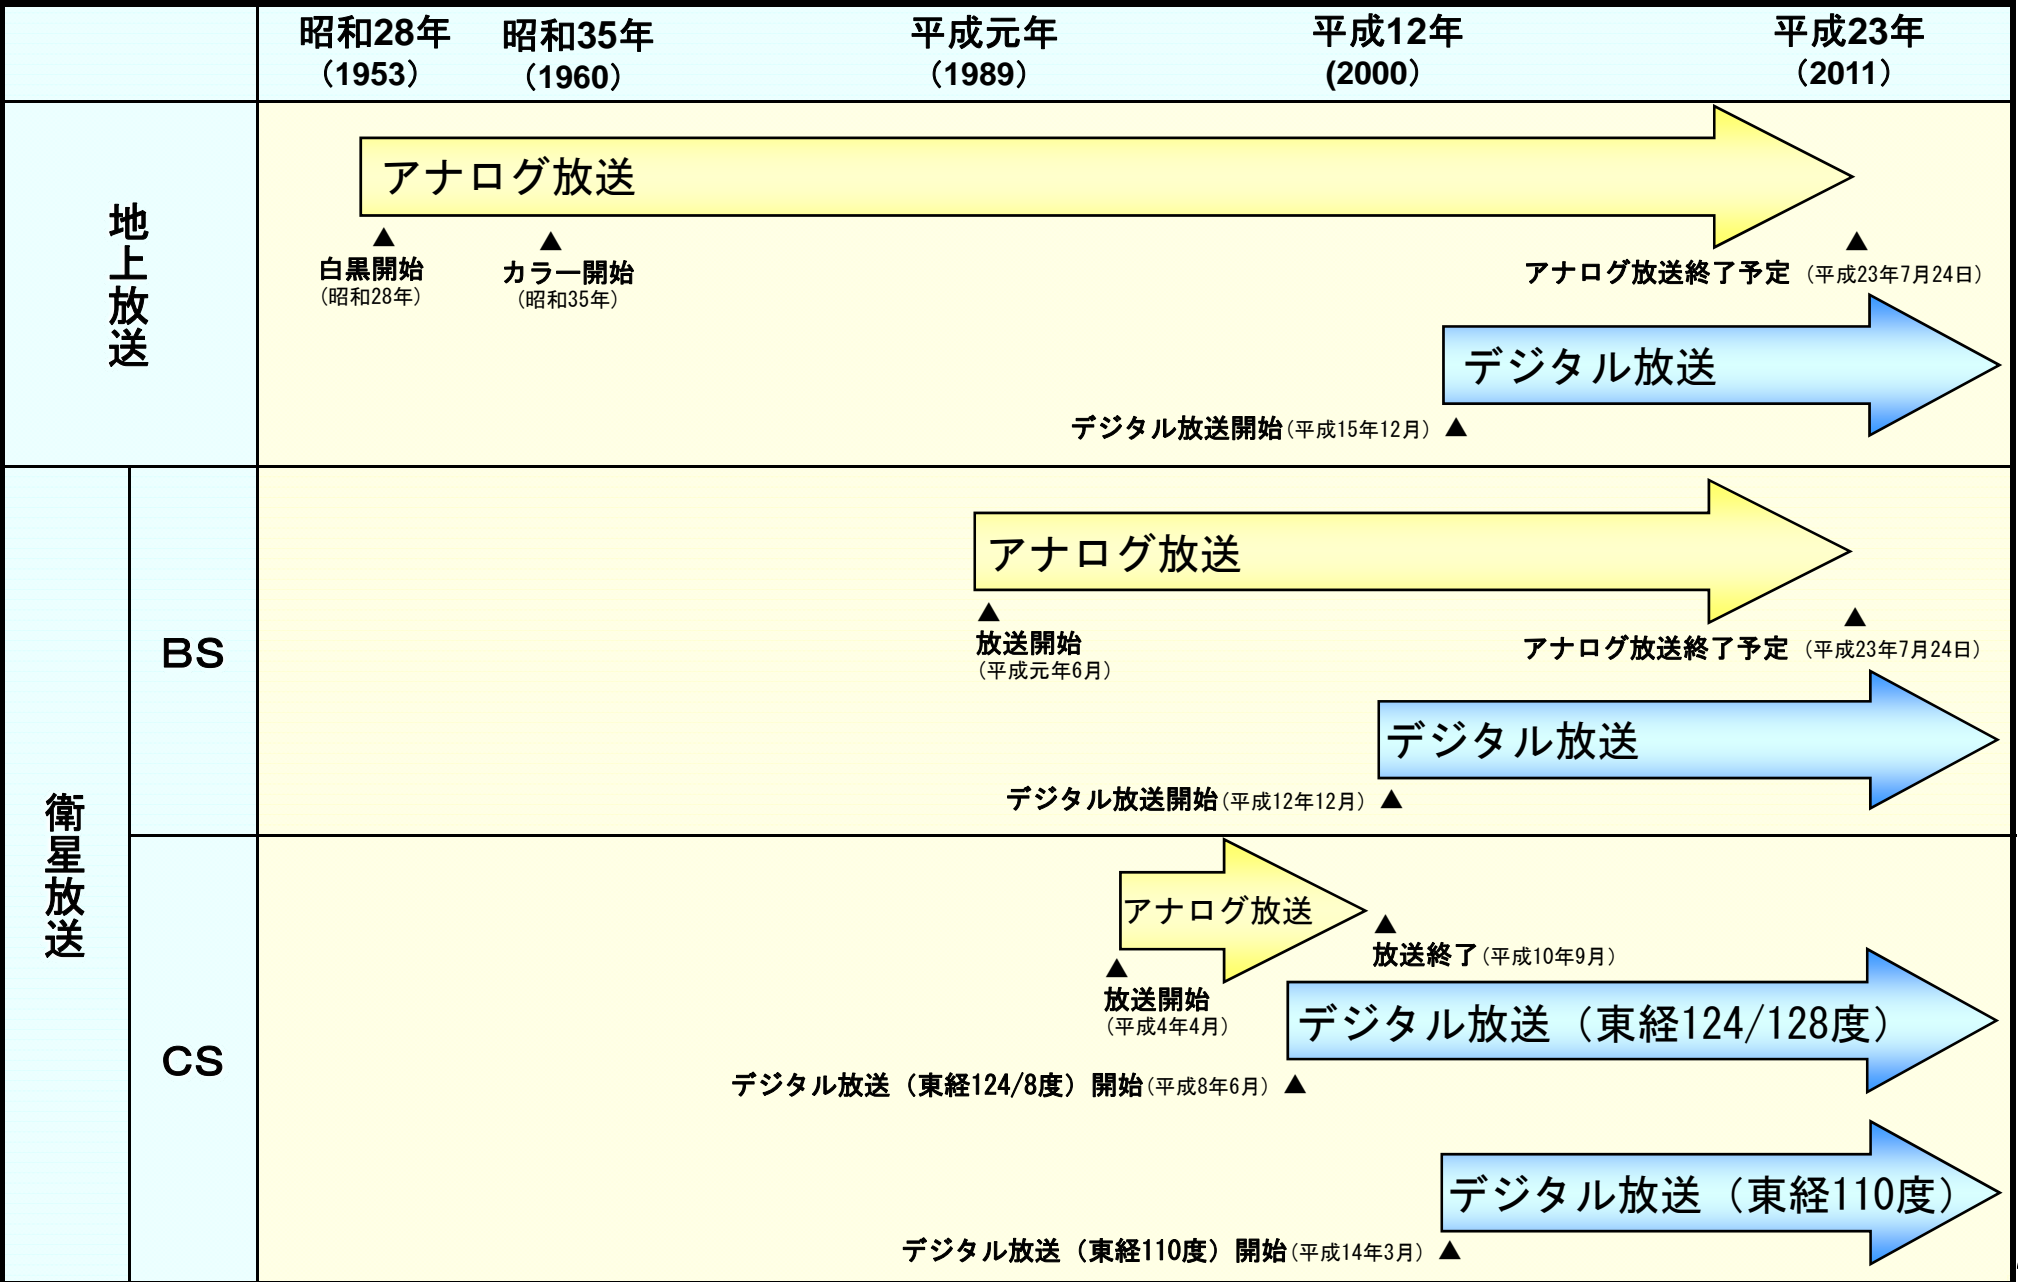 昭和28年
（1953）
昭和35年
（1960）
平成元年
（1989）
平成12年
(2000）
平成23年
（2011）
地上放送
アナログ放送
▲
白黒開始
（昭和28年）
▲
カラー開始
（昭和35年）
▲
アナログ放送終了予定（平成23年7月24日）
デジタル放送
デジタル放送開始（平成15年12月）▲
衛星放送
BS
アナログ放送
▲
放送開始
（平成元年6月）
▲
アナログ放送終了予定（平成23年7月24日）
デジタル放送
デジタル放送開始（平成12年12月）▲
CS
アナログ放送
▲
放送終了（平成10年9月）
▲
放送開始
（平成4年4月）
デジタル放送（東経124/128度）
デジタル放送（東経124/8度）開始（平成8年6月）▲
デジタル放送（東経110度）
デジタル放送（東経110度）開始（平成14年3月）▲